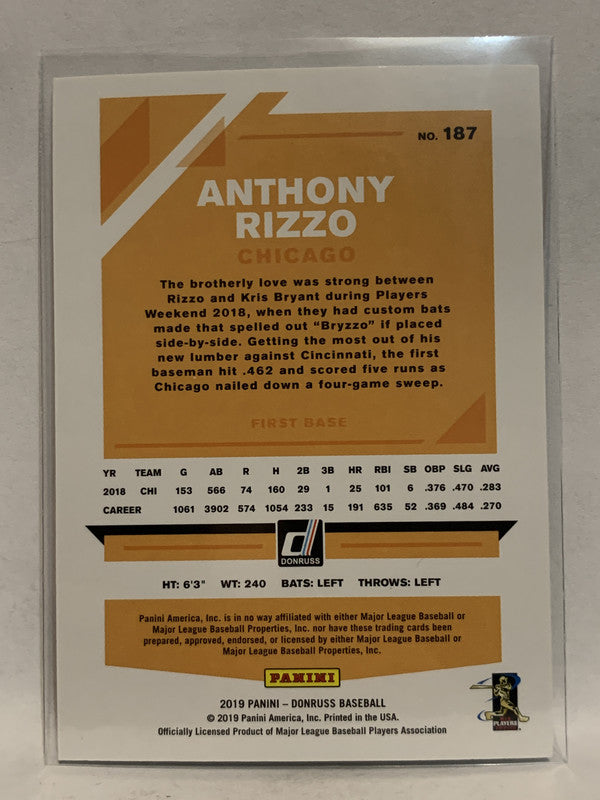 NO. 187
ANTHONY
RIZZO
CHICAGO
The brotherly love was strong between
Rizzo and Kris Bryant during Players
Weekend 2018, when they had custom bats
made that spelled out “Bryzzo” if placed
side-by-side. Getting the most out of his
new lumber against Cincinnati, the first
baseman hit .462 and scored five runs as
Chicago nailed down a four-game sweep.
FIRST BASE
YR TEAM G AB R H 2B 3B HR RBI SB OBP SLG AVG
2018 CHI 153 566 74 160 29 1 25 101 6 .376 .470 .283
CAREER 1061 3902 574 1054 233 15 191 635 52 .369 .484 .270
DONRUSS
HT: 6'3" WT: 240 BATS: LEFT THROWS: LEFT
Panini America, Inc. is in no way affiliated with either Major League Baseball or
Major League Baseball Properties, Inc. nor have these trading cards been
prepared, approved, endorsed, or licensed by either Major League Baseball or
Major League Baseball Properties, Inc.
PANINI
2019 PANINI – DONRUSS BASEBALL
© 2019 Panini America, Inc. Printed in the USA.
Officially Licensed Product of Major League Baseball Players Association
PLAYERS